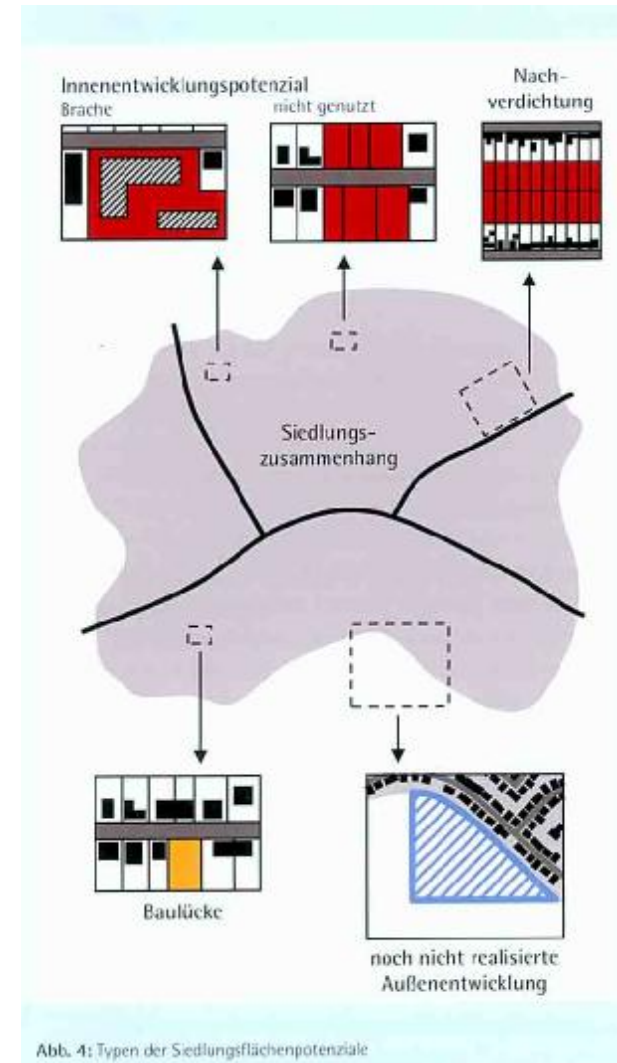 Innenentwicklungspotenzial
Brache
nicht genutzt
Nach-
verdichtung
Siedlungs-
zusammenhang
Baulücke
noch nicht realisierte
Außenentwicklung
Abb. 4: Typen der Siedlungsflächenpotenziale